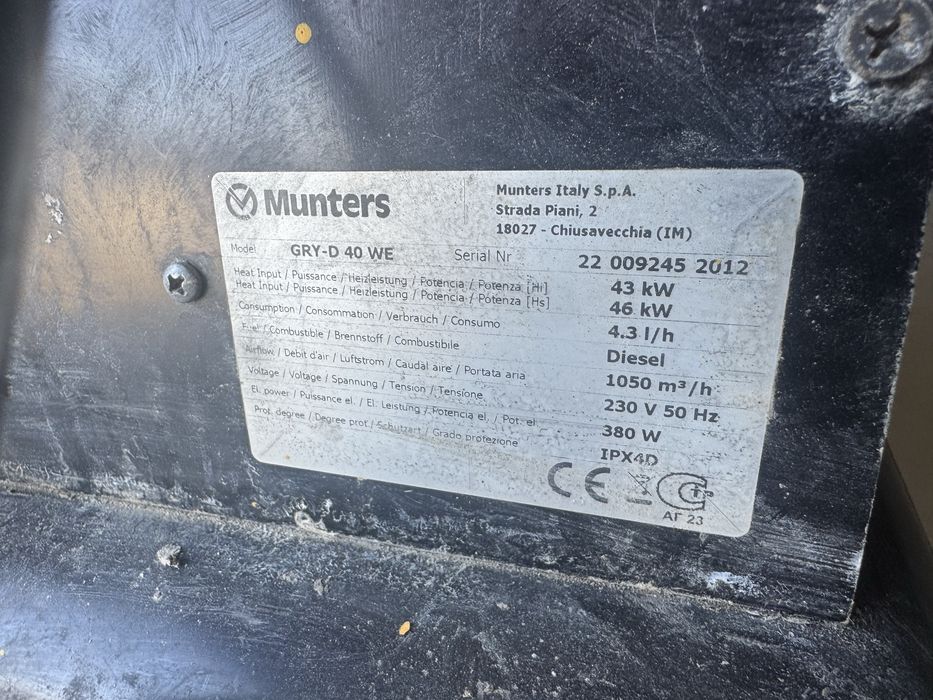 Munters
Munters Italy S.p.A.
Strada Piani, 2
18027 - Chiusavecchia (IM)
Model GRY-D 40 WE Serial Nr 22 009245 2012
Heat Input / Puissance / Heizleistung / Potencia / Potenza [Hi] 43 kW
Heat Input / Puissance / Heizleistung / Potencia / Potenza [Hs] 46 kW
Consumption / Consommation / Verbrauch / Consumo 4.3 l/h
Fuel / Combustible / Brennstoff / Combustibile Diesel
Airflow / Debit d'air / Luftstrom / Caudal aire / Portata aria 1050 m³/h
Voltage / Voltage / Spannung / Tension / Tensione 230 V 50 Hz
El. power / Puissance el. / El. Leistung / Potencia el. / Pot. el 380 W
Prot. degree / Degree prot / Schutzart / Grado protezione IPX4D
CE
АГ 23